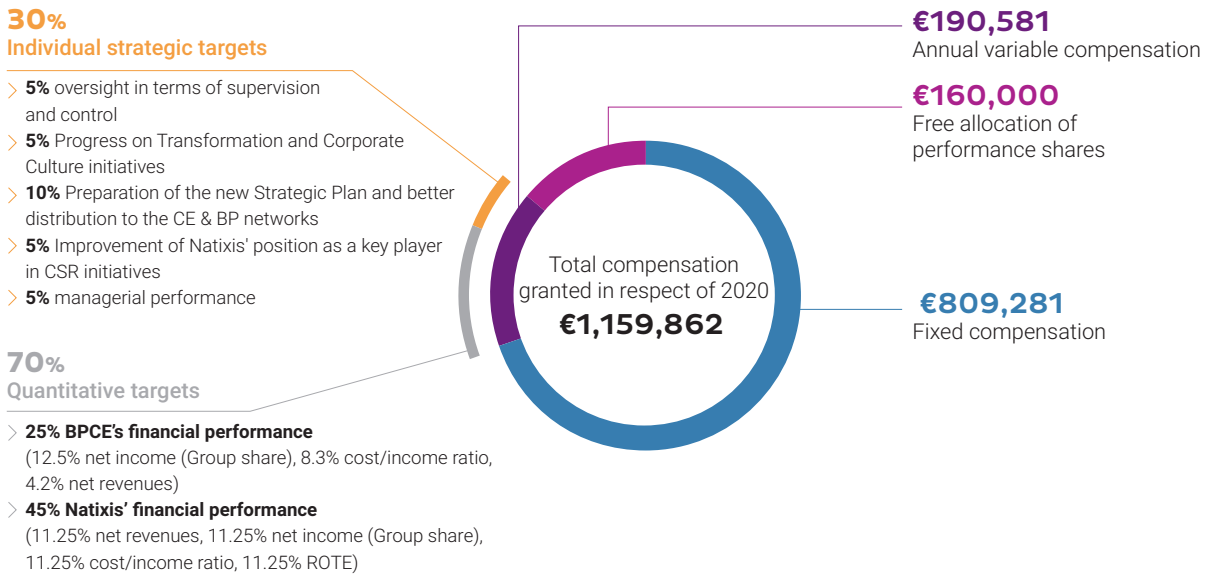 30%
Individual strategic targets
5% oversight in terms of supervision
and control
5% Progress on Transformation and Corporate
Culture initiatives
10% Preparation of the new Strategic Plan and better
distribution to the CE & BP networks
5% Improvement of Natixis' position as a key player
in CSR initiatives
5% managerial performance
70%
Quantitative targets
25% BPCE's financial performance
(12.5% net income (Group share), 8.3% cost/income ratio,
4.2% net revenues)
45% Natixis’ financial performance
(11.25% net revenues, 11.25% net income (Group share),
11.25% cost/income ratio, 11.25% ROTE)
Total compensation
granted in respect of 2020
€1,159,862
€190,581
Annual variable compensation
€160,000
Free allocation of
performance shares
€809,281
Fixed compensation